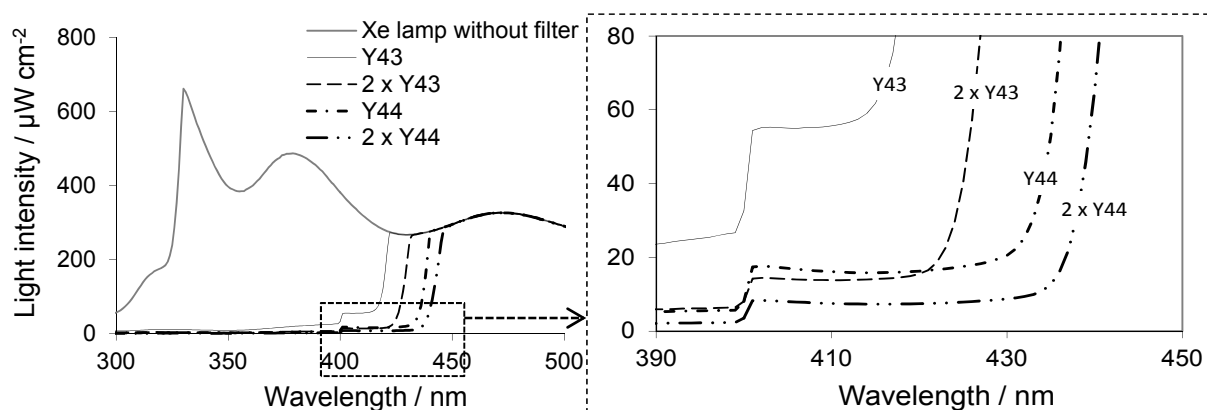 Light intensity / µW cm-2
800
600
400
200
0
Xe lamp without filter
Y43
2 x Y43
Y44
2 x Y44
300
350
400
450
500
Wavelength / nm
80
60
40
20
0
Y43
2 x Y43
Y44
2 x Y44
390
410
430
450
Wavelength / nm